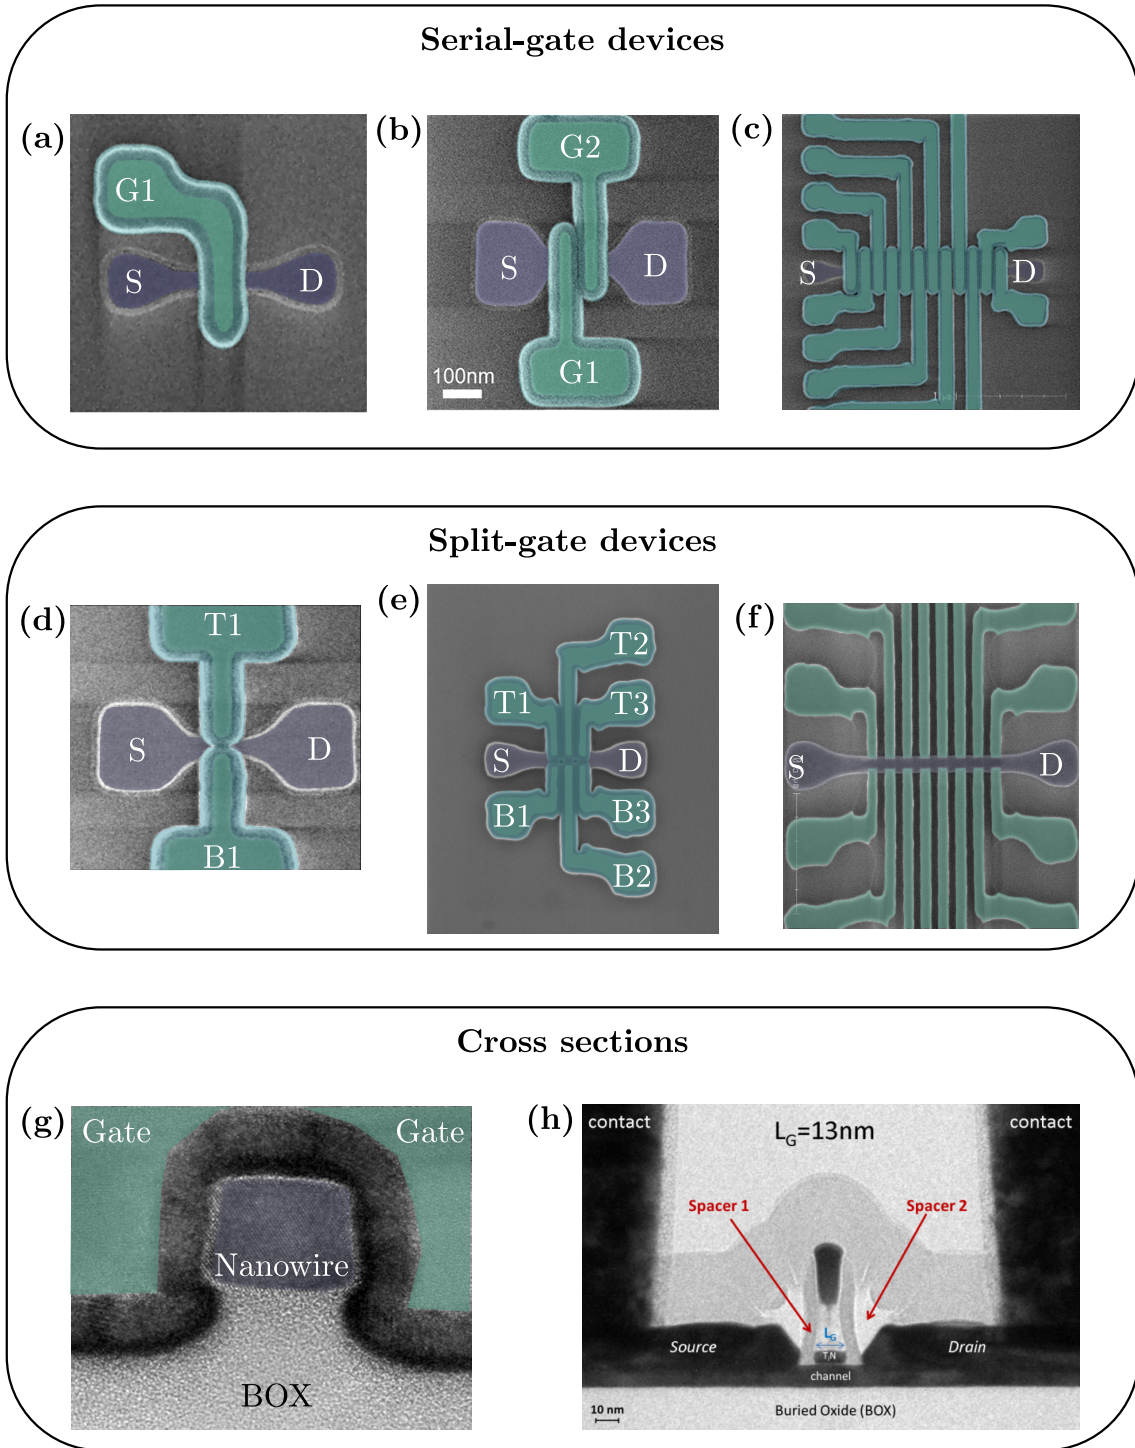 Serial-gate devices
(a)
G1
S
D
(b)
G2
S
D
G1
100nm
(c)
S
D
Split-gate devices
(d)
T1
S
D
B1
(e)
T2
T1
T3
S
D
B1
B3
B2
(f)
S
D
Cross sections
(g)
Gate
Gate
Nanowire
BOX
(h)
contact
contact
L_G=13nm
Spacer 1
Spacer 2
L_G
Source
TiN
Drain
channel
10 nm
Buried Oxide (BOX)